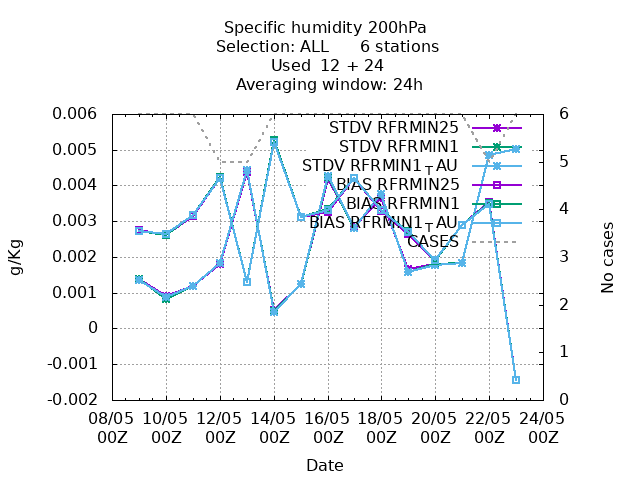 Specific humidity 200hPa
Selection: ALL      6 stations
Used  12 + 24
Averaging window: 24h
STDV RFRMIN25
STDV RFRMIN1
STDV RFRMIN1_TAU
BIAS RFRMIN25
BIAS RFRMIN1
BIAS RFRMIN1_TAU
CASES
0.006
0.005
0.004
0.003
0.002
0.001
0
-0.001
-0.002
g/Kg
6
5
4
3
2
1
0
No cases
08/05 10/05 12/05 14/05 16/05 18/05 20/05 22/05 24/05
00Z 00Z 00Z 00Z 00Z 00Z 00Z 00Z 00Z
Date